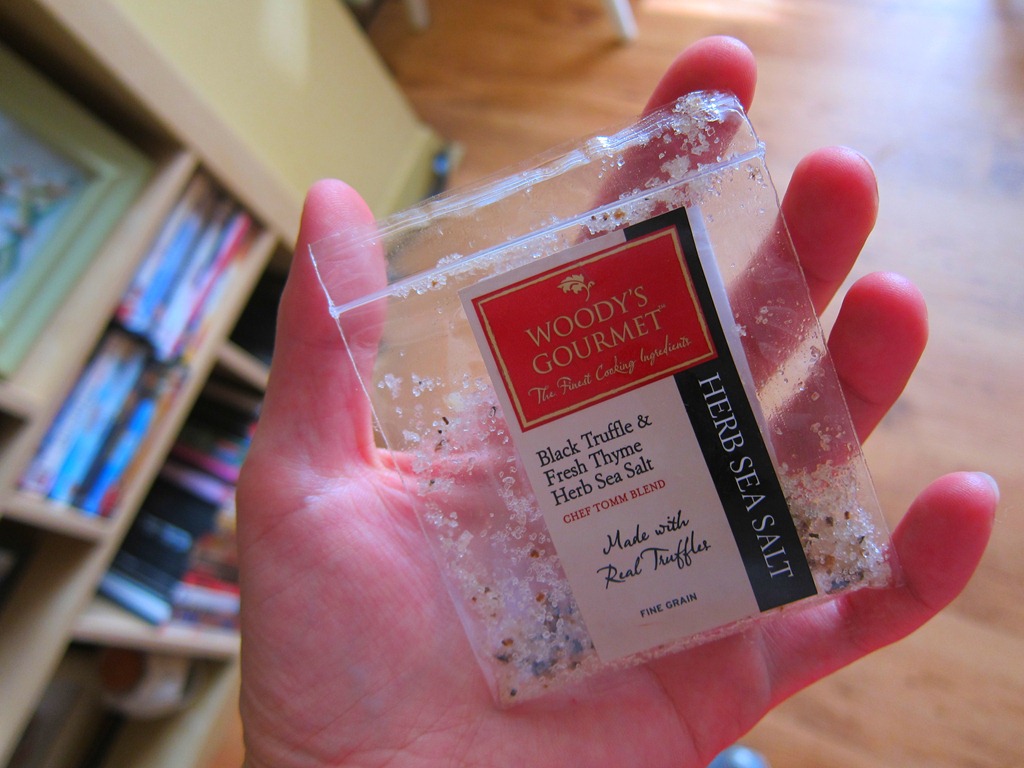 WOODY'S
GOURMET™
The Finest Cooking Ingredients
Black Truffle &
Fresh Thyme
Herb Sea Salt
CHEF TOMM BLEND
Made with
Real Truffles
FINE GRAIN
HERB SEA SALT